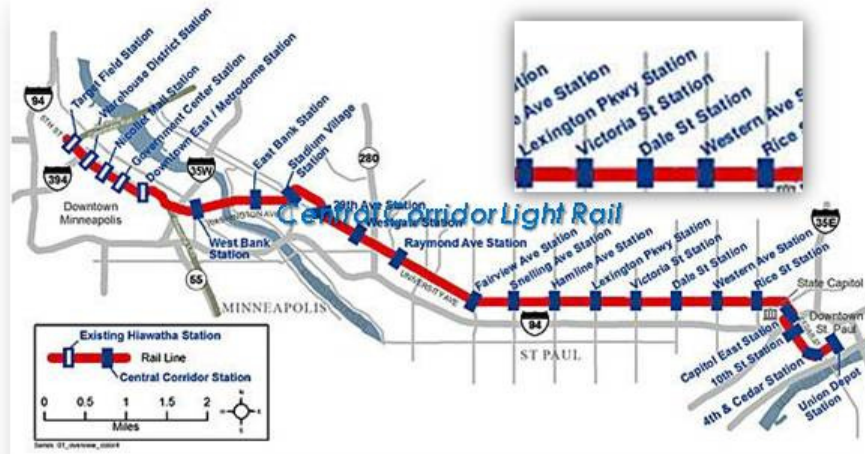 Target Field Station
Warehouse District Station
Nicollet Mall Station
Government Center Station
Downtown East / Metrodome Station
94
5TH ST
394
Downtown
Minneapolis
35W
East Bank Station
Stadium Village
Station
280
West Bank
Station
55
MINNEAPOLIS
29th Ave Station
Westgate Station
Raymond Ave Station
UNIVERSITY AVE
Central Corridor Light Rail
Ave Station
Lexington Pkwy Station
Victoria St Station
Dale St Station
Western Ave S
Rice St
Fairview Ave Station
Snelling Ave Station
Hamline Ave Station
Lexington Pkwy Station
Victoria St Station
Dale St Station
Western Ave Station
Rice St Station
35E
State Capitol
Downtown
St. Paul
94
ST PAUL
Capitol East Station
10th St Station
4th & Cedar Station
Union Depot
Station
Existing Hiawatha Station
Rail Line
Central Corridor Station
0 0.5 1 1.5 2
Miles